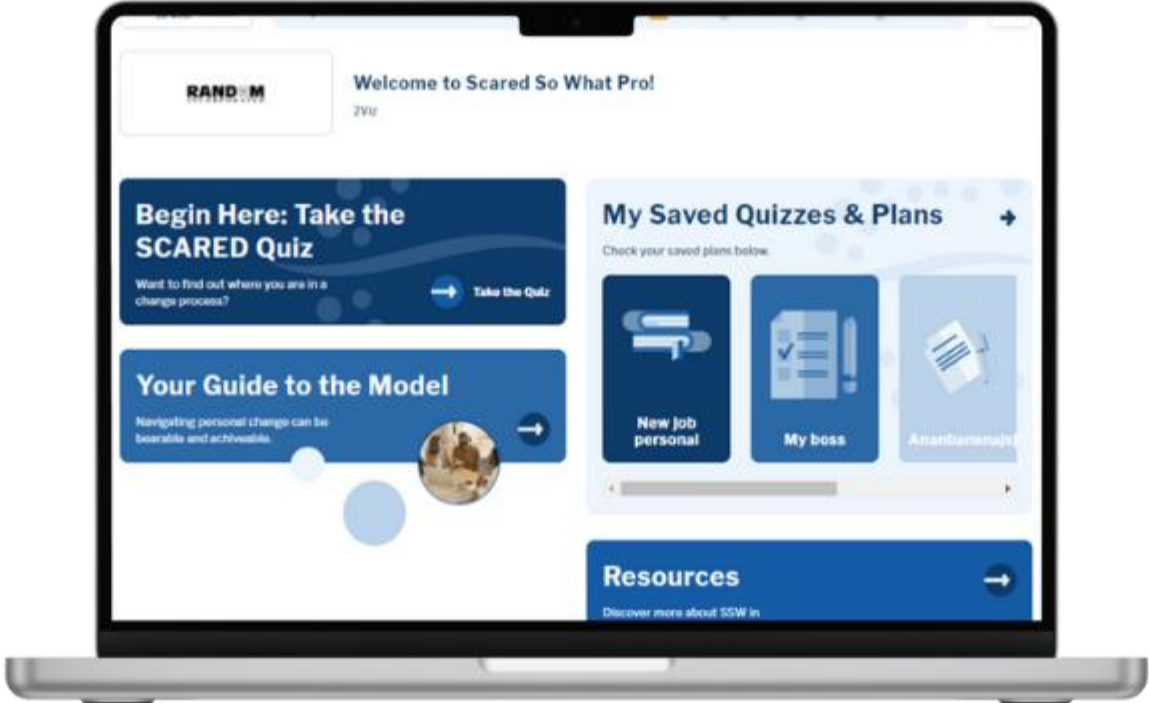 RANDOM
Welcome to Scared So What Pro!
Begin Here: Take the
SCARED Quiz
Want to find out where you are in a
change process?
Take the Quiz
Your Guide to the Model
Navigating personal change can be
bearable and achiveable.
My Saved Quizzes & Plans
Check your saved plans below.
New Job
personal
My boss
Resources
Discover more about SSW in